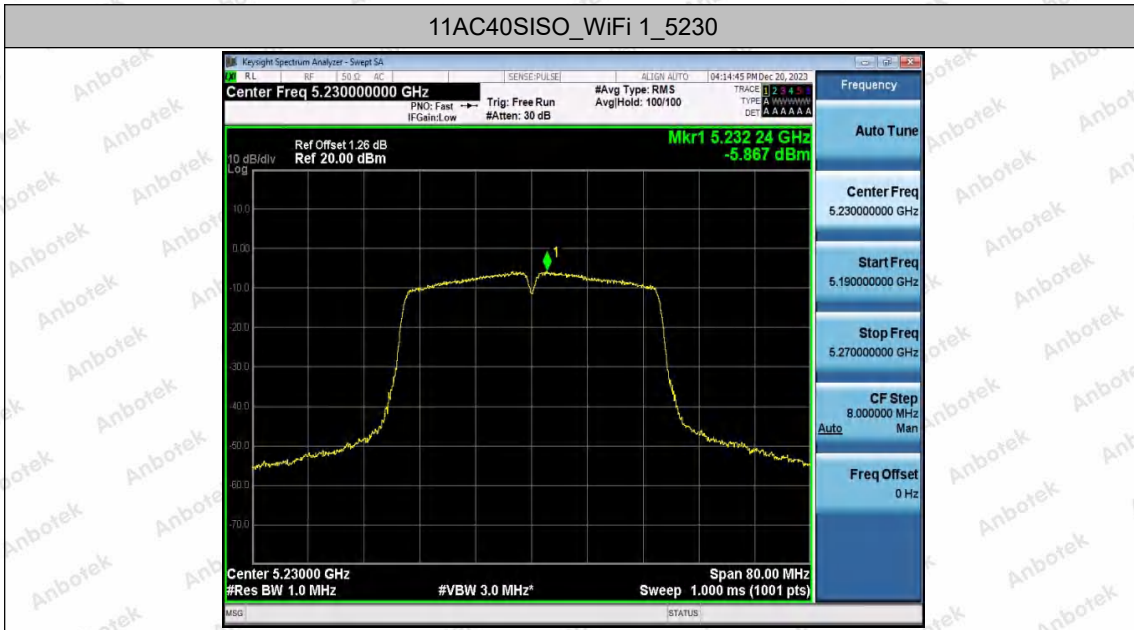 11AC40SISO_WiFi 1_5230
Keysight Spectrum Analyzer - Swept SA
RL RF 50 Ω AC SENSE:PULSE ALIGN AUTO 04:14:45 PM Dec 20, 2023
Center Freq 5.230000000 GHz
PNO: Fast
IFGain:Low
Trig: Free Run
#Atten: 30 dB
#Avg Type: RMS
Avg|Hold: 100/100
TRACE 1 2 3 4 5 6
TYPE A WWWWW
DET A A A A A A
Mkr1 5.232 24 GHz
-5.867 dBm
Ref Offset 1.26 dB
10 dB/div Ref 20.00 dBm
Log
10.0
0.00
-10.0
-20.0
-30.0
-40.0
-50.0
-60.0
-70.0
1
Center 5.23000 GHz Span 80.00 MHz
#Res BW 1.0 MHz #VBW 3.0 MHz* Sweep 1.000 ms (1001 pts)
MSG STATUS
Frequency
Auto Tune
Center Freq
5.230000000 GHz
Start Freq
5.190000000 GHz
Stop Freq
5.270000000 GHz
CF Step
8.000000 MHz
Auto Man
Freq Offset
0 Hz
Anbotek